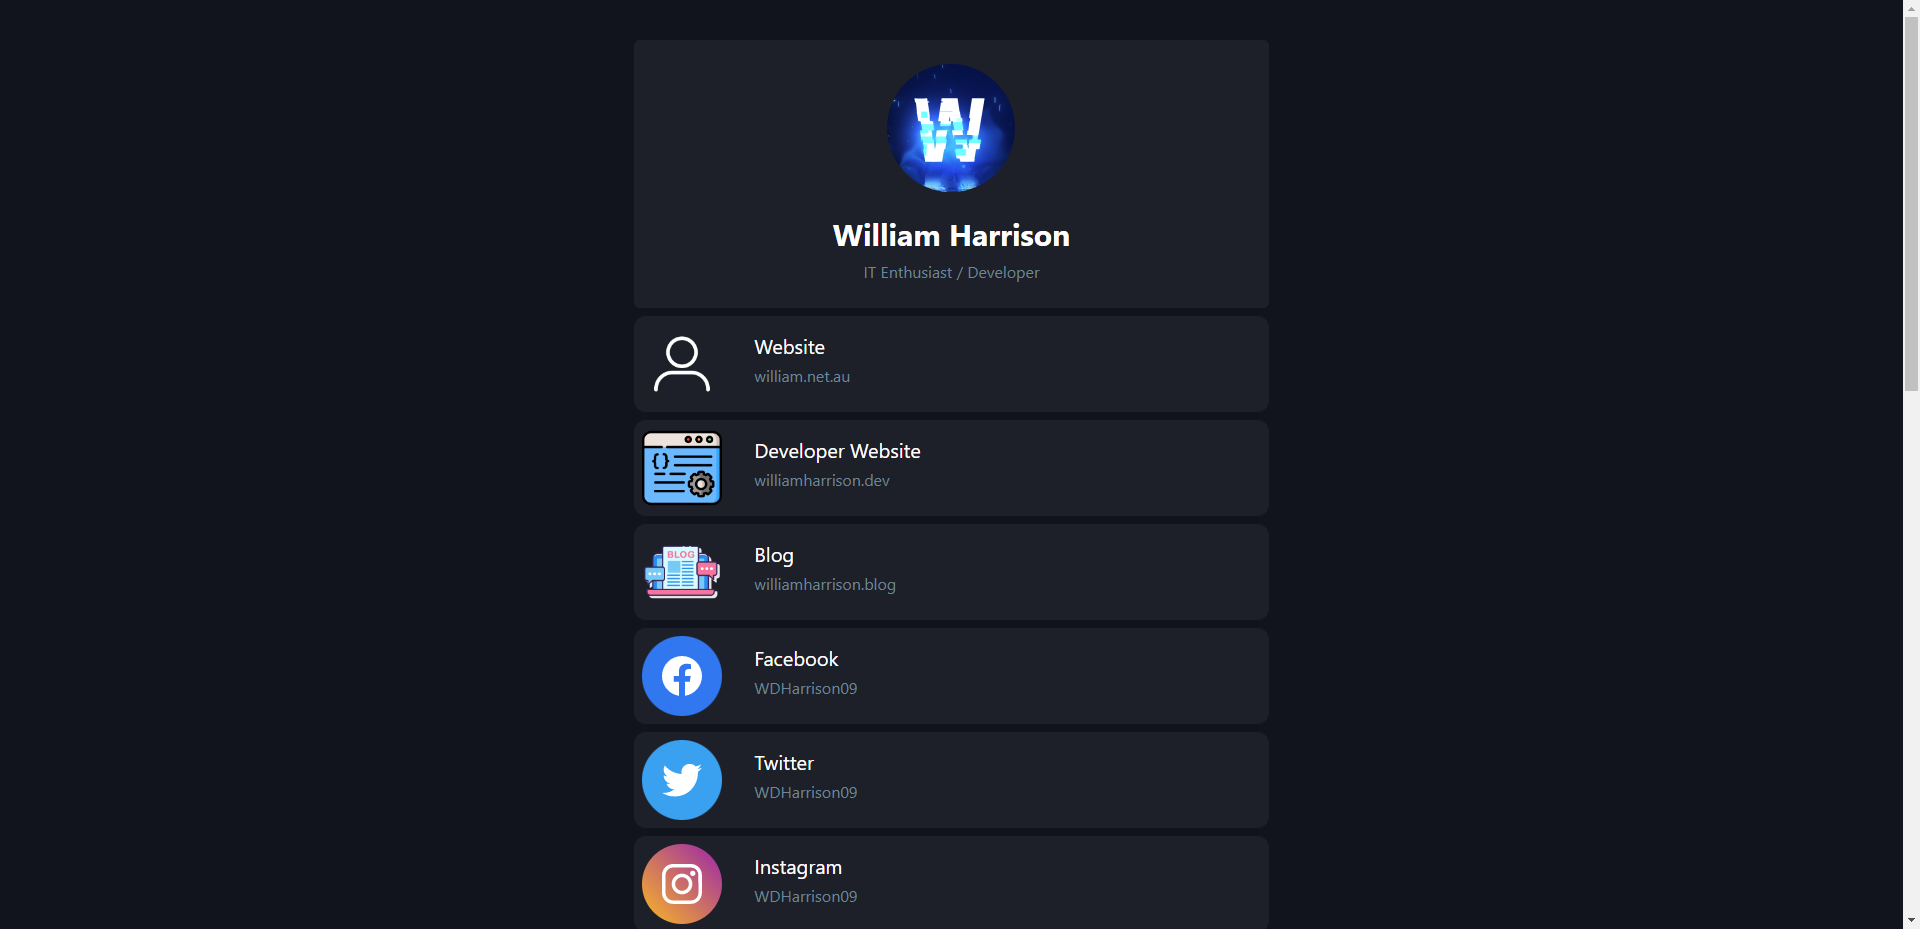 W
William Harrison
IT Enthusiast / Developer
Website
william.net.au
Developer Website
williamharrison.dev
BLOG
Blog
williamharrison.blog
Facebook
WDHarrison09
Twitter
WDHarrison09
Instagram
WDHarrison09